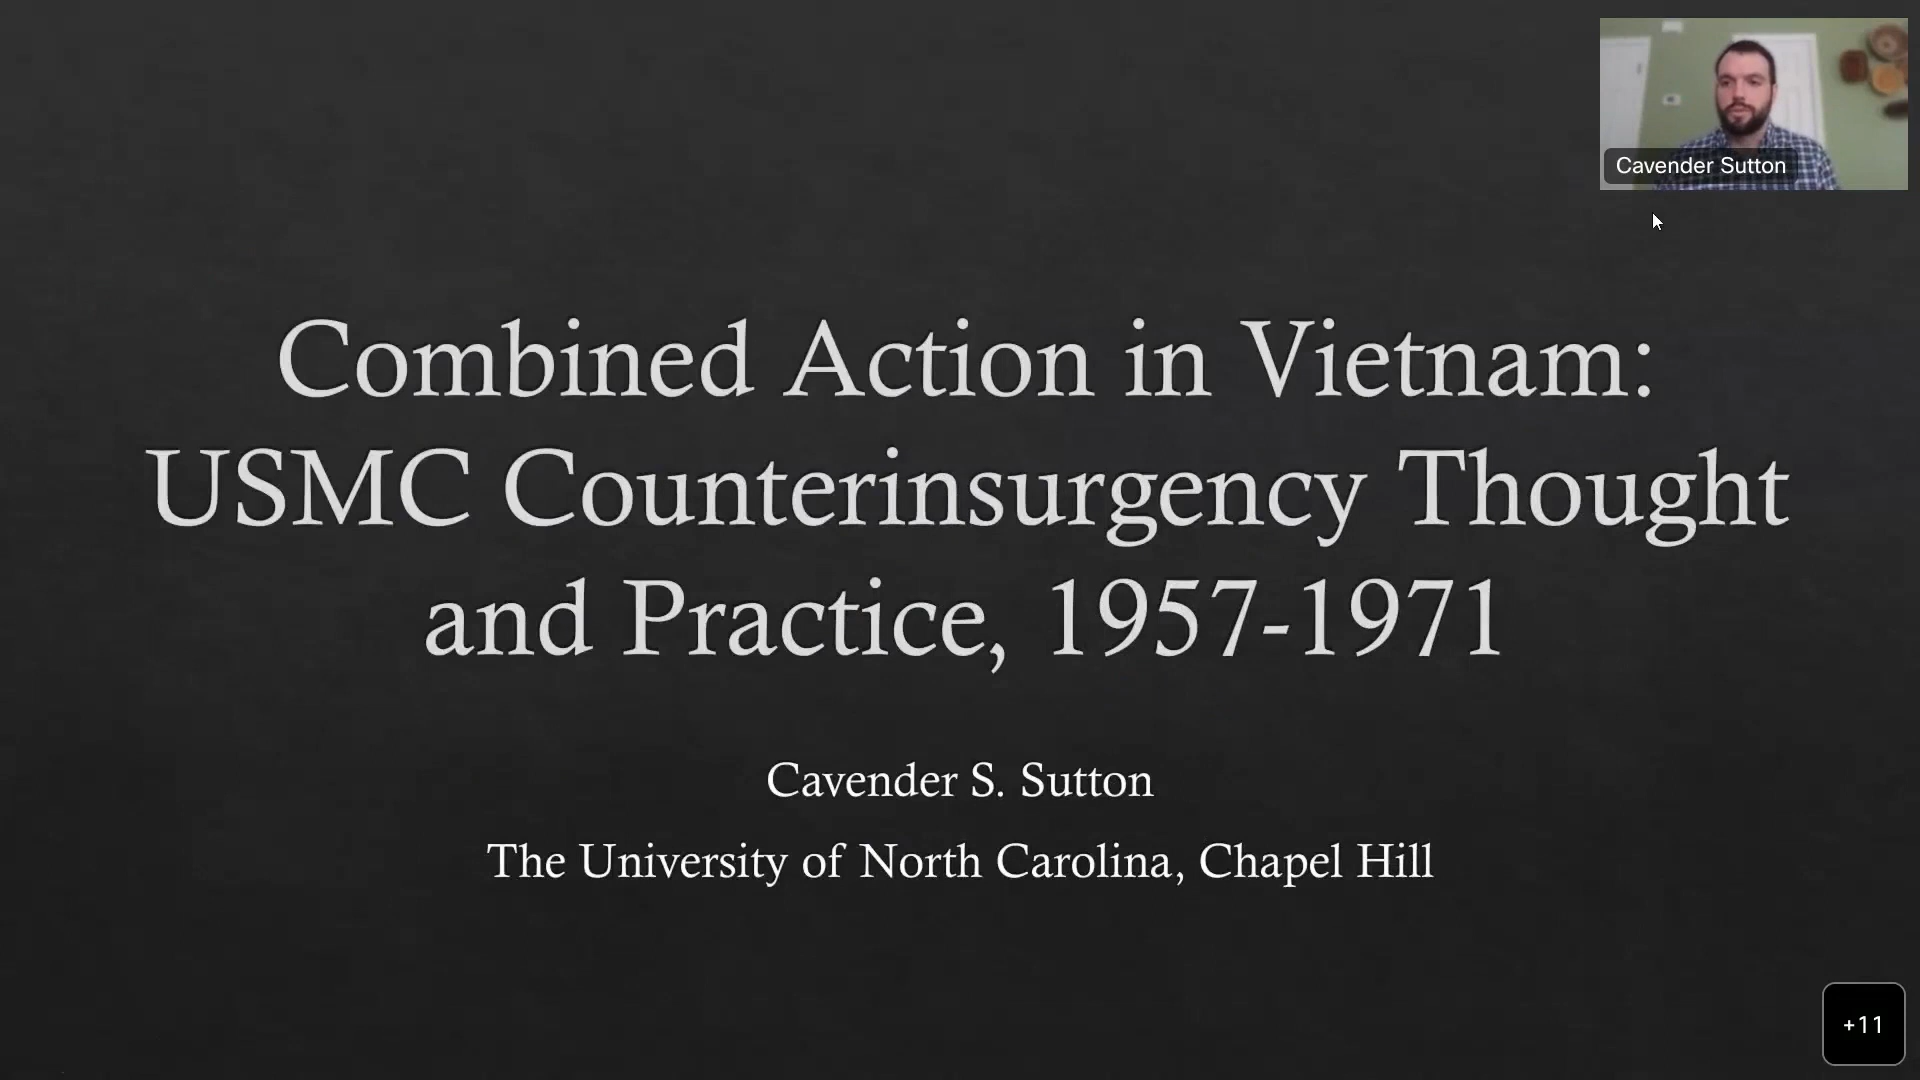 Cavender Sutton
Combined Action in Vietnam:
USMC Counterinsurgency Thought
and Practice, 1957-1971
Cavender S. Sutton
The University of North Carolina, Chapel Hill
+11